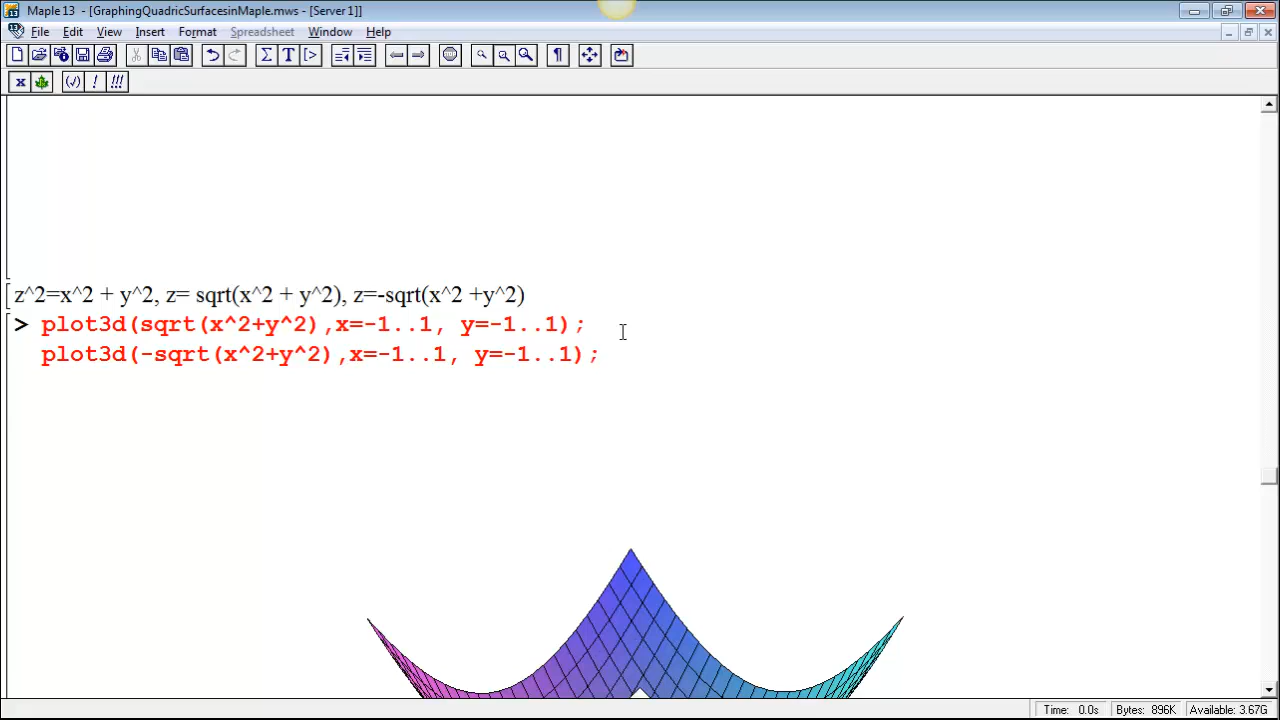 Maple 13 - [GraphingQuadricSurfacesinMaple.mws - [Server 1]]
File Edit View Insert Format Spreadsheet Window Help
z^2=x^2 + y^2, z= sqrt(x^2 + y^2), z=-sqrt(x^2 +y^2)
> plot3d(sqrt(x^2+y^2),x=-1..1, y=-1..1);
plot3d(-sqrt(x^2+y^2),x=-1..1, y=-1..1);
Time: 0.0s Bytes: 896K Available: 3.67G